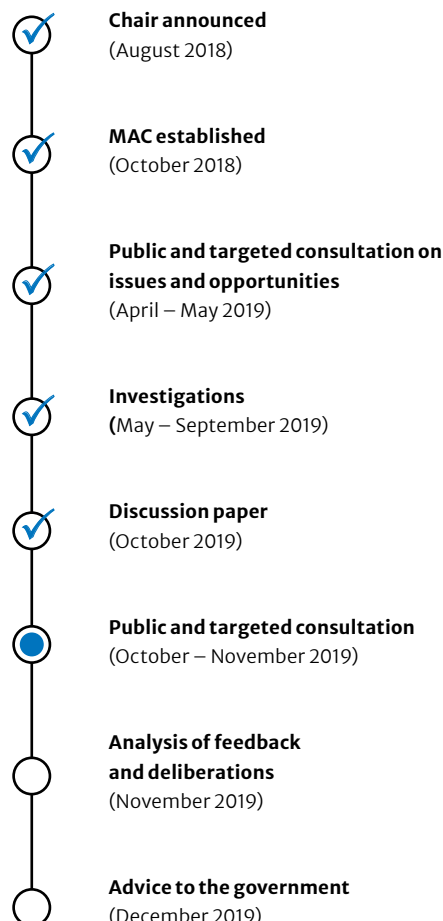 Chair announced
(August 2018)
MAC established
(October 2018)
Public and targeted consultation on
issues and opportunities
(April – May 2019)
Investigations
(May – September 2019)
Discussion paper
(October 2019)
Public and targeted consultation
(October – November 2019)
Analysis of feedback
and deliberations
(November 2019)
Advice to the government
(December 2019)